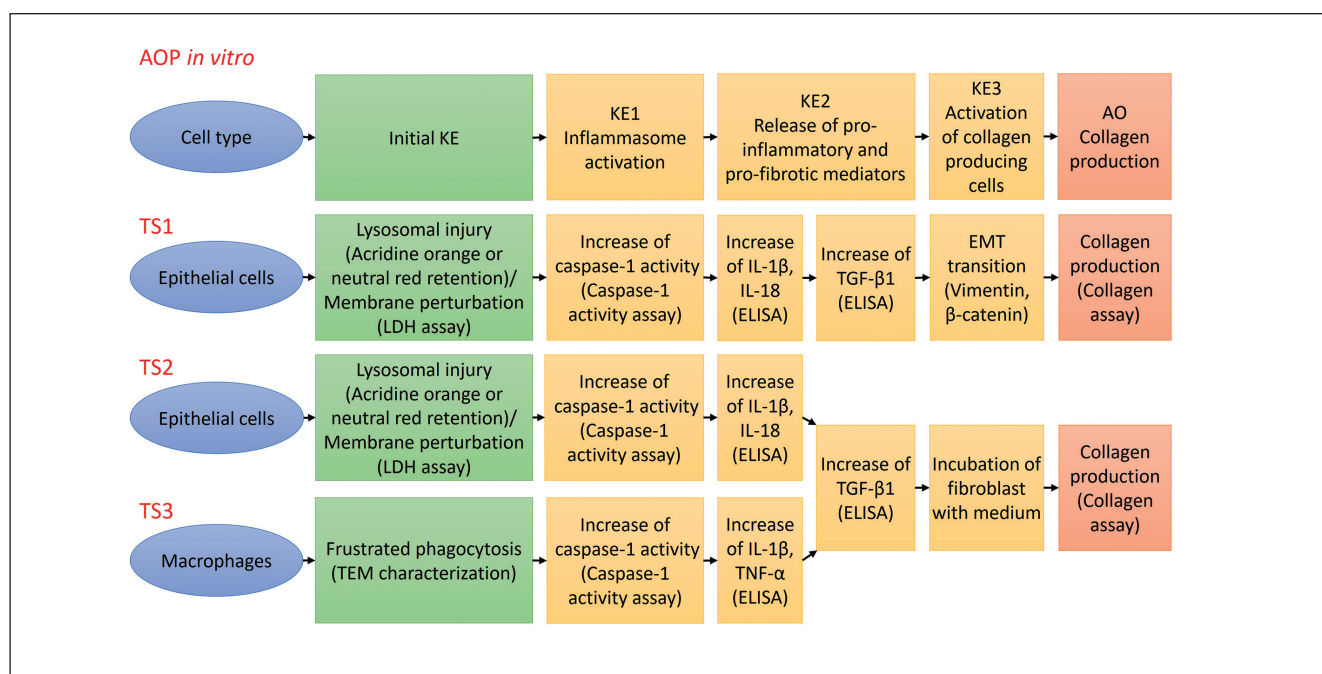 AOP in vitro
Cell type
Initial KE
KE1
Inflammasome
activation
KE2
Release of pro-
inflammatory and
pro-fibrotic mediators
KE3
Activation
of collagen
producing
cells
AO
Collagen
production
TS1
Epithelial cells
Lysosomal injury
(Acridine orange or
neutral red retention)/
Membrane perturbation
(LDH assay)
Increase of
caspase-1 activity
(Caspase-1
activity assay)
Increase
of IL-1β,
IL-18
(ELISA)
Increase of
TGF-β1
(ELISA)
EMT
transition
(Vimentin,
β-catenin)
Collagen
production
(Collagen
assay)
TS2
Epithelial cells
Lysosomal injury
(Acridine orange or
neutral red retention)/
Membrane perturbation
(LDH assay)
Increase of
caspase-1 activity
(Caspase-1
activity assay)
Increase
of IL-1β,
IL-18
(ELISA)
TS3
Macrophages
Frustrated phagocytosis
(TEM characterization)
Increase of
caspase-1 activity
(Caspase-1
activity assay)
Increase
of IL-1β,
TNF-α
(ELISA)
Increase of
TGF-β1
(ELISA)
Incubation of
fibroblast
with medium
Collagen
production
(Collagen
assay)